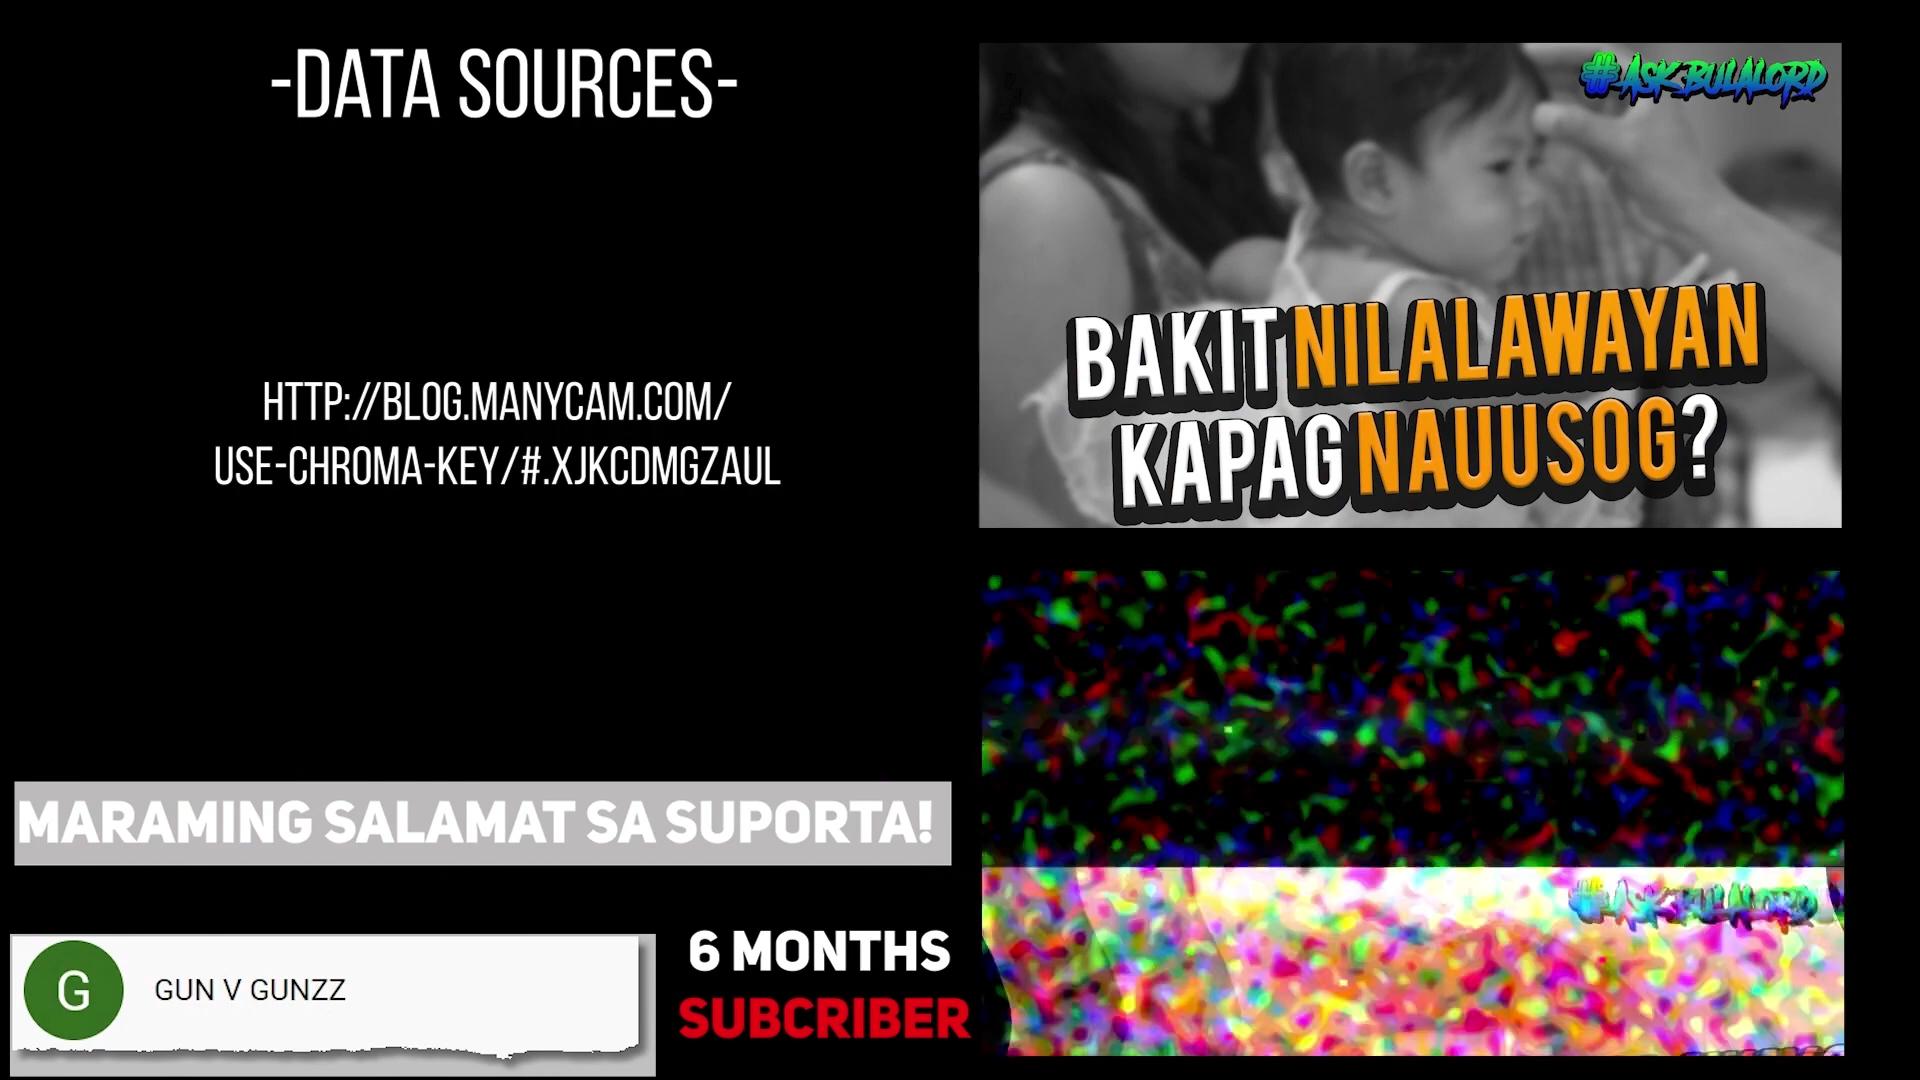 -DATA SOURCES-
HTTP://BLOG.MANYCAM.COM/
USE-CHROMA-KEY/#.XJKCDMGZAUL
#ASKBULALORD
BAKIT NILALAWAYAN
KAPAG NAUUSOG?
#ASKBULALORD
MARAMING SALAMAT SA SUPORTA!
G
GUN V GUNZZ
6 MONTHS
SUBCRIBER